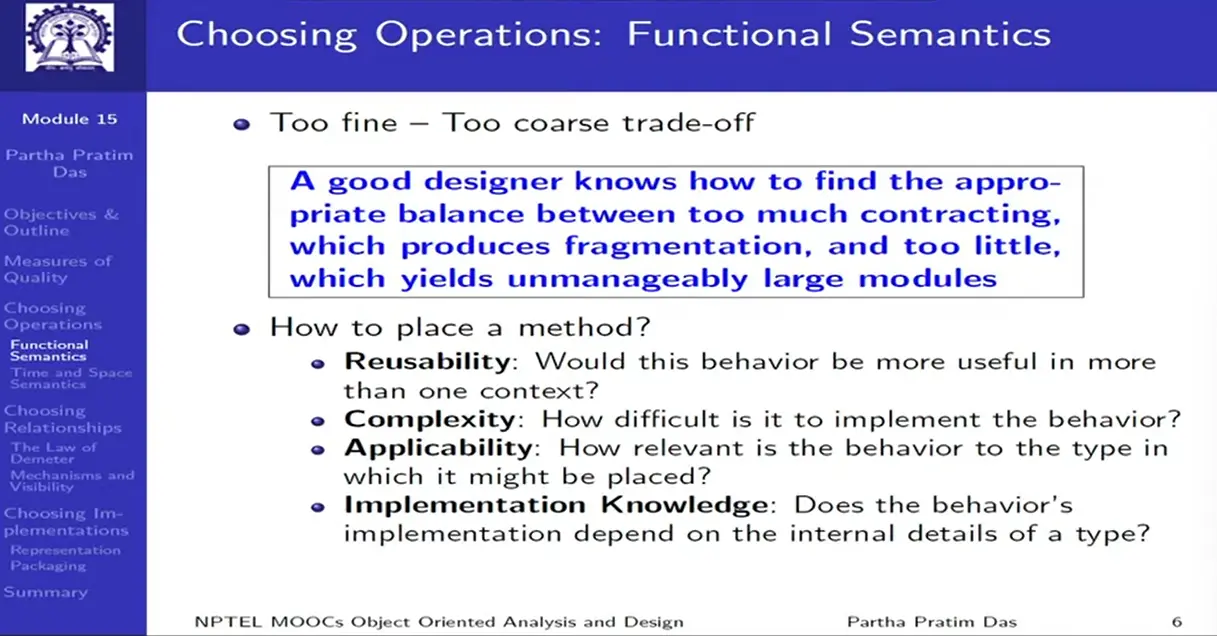 Choosing Operations: Functional Semantics
Module 15
Partha Pratim
Das
Objectives &
Outline
Measures of
Quality
Choosing
Operations
Functional
Semantics
Time and Space
Semantics
Choosing
Relationships
The Law of
Demeter
Mechanisms and
Visibility
Choosing Im-
plementations
Representation
Packaging
Summary
Too fine – Too coarse trade-off
A good designer knows how to find the appro-
priate balance between too much contracting,
which produces fragmentation, and too little,
which yields unmanageably large modules
How to place a method?
Reusability: Would this behavior be more useful in more
than one context?
Complexity: How difficult is it to implement the behavior?
Applicability: How relevant is the behavior to the type in
which it might be placed?
Implementation Knowledge: Does the behavior's
implementation depend on the internal details of a type?
NPTEL MOOCs Object Oriented Analysis and Design Partha Pratim Das 6